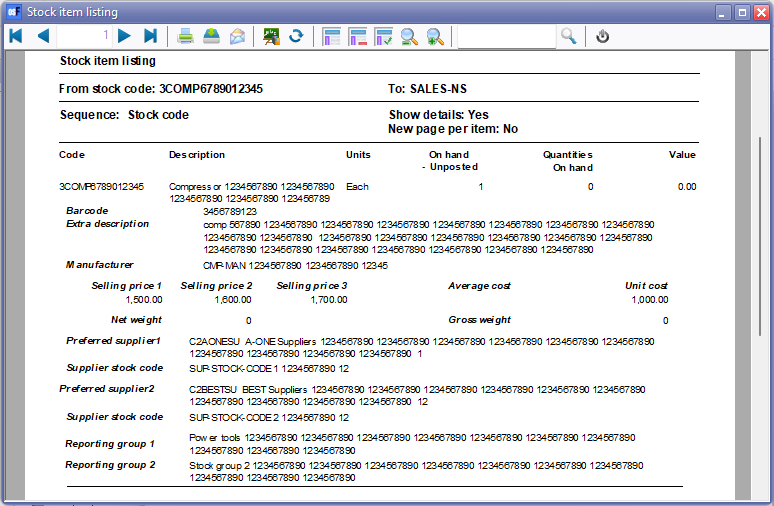 Stock item listing
1
Stock item listing
From stock code: 3COMP6789012345 To: SALES-NS
Sequence: Stock code Show details: Yes
New page per item: No
Code Description Units On hand Quantities Value
- Unposted On hand
3COMP6789012345 Compressor 1234567890 1234567890 Each 1 0 0.00
1234567890 1234567890 123456789
Barcode 3456789123
Extra description comp 567890 1234567890 1234567890 1234567890 1234567890 1234567890 1234567890 1234567890
1234567890 1234567890 1234567890 1234567890 1234567890 1234567890 1234567890 1234567890
1234567890 1234567890 1234567890 1234567890 1234567890 1234567890 1234567890
Manufacturer CMP-MAN 1234567890 1234567890 12345
Selling price 1 Selling price 2 Selling price 3 Average cost Unit cost
1,500.00 1,600.00 1,700.00 1,000.00
Net weight 0 Gross weight 0
Preferred supplier1 C2AONESU A-ONE Suppliers 1234567890 1234567890 1234567890 1234567890 1234567890 1234567890
1234567890 1234567890 1234567890 1234567890 1
Supplier stock code SUP-STOCK-CODE 1 1234567890 12
Preferred supplier2 C2BESTSU BEST Suppliers 1234567890 1234567890 1234567890 1234567890 1234567890 1234567890
1234567890 1234567890 1234567890 1234567890 12
Supplier stock code SUP-STOCK-CODE 2 1234567890 12
Reporting group 1 Power tools 1234567890 1234567890 1234567890 1234567890 1234567890 1234567890 1234567890
1234567890 1234567890 1234567890
Reporting group 2 Stock group 2 1234567890 1234567890 1234567890 1234567890 1234567890 1234567890 1234567890
1234567890 1234567890 1234567890